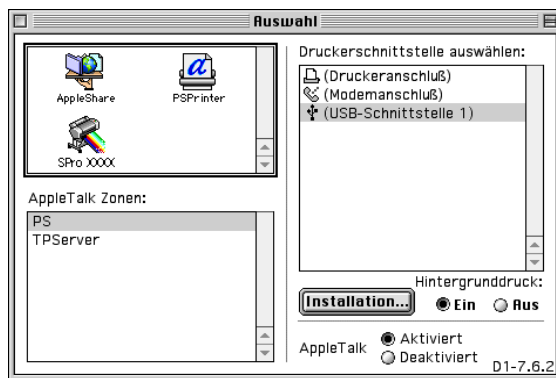 Auswahl
AppleShare
PSPrinter
SPro XXXX
AppleTalk Zonen:
PS
TPServer
Druckerschnittstelle auswählen:
(Druckeranschluß)
(Modemanschluß)
(USB-Schnittstelle 1)
Hintergrunddruck:
Installation... Ein Aus
AppleTalk Aktiviert
Deaktiviert
D1-7.6.2